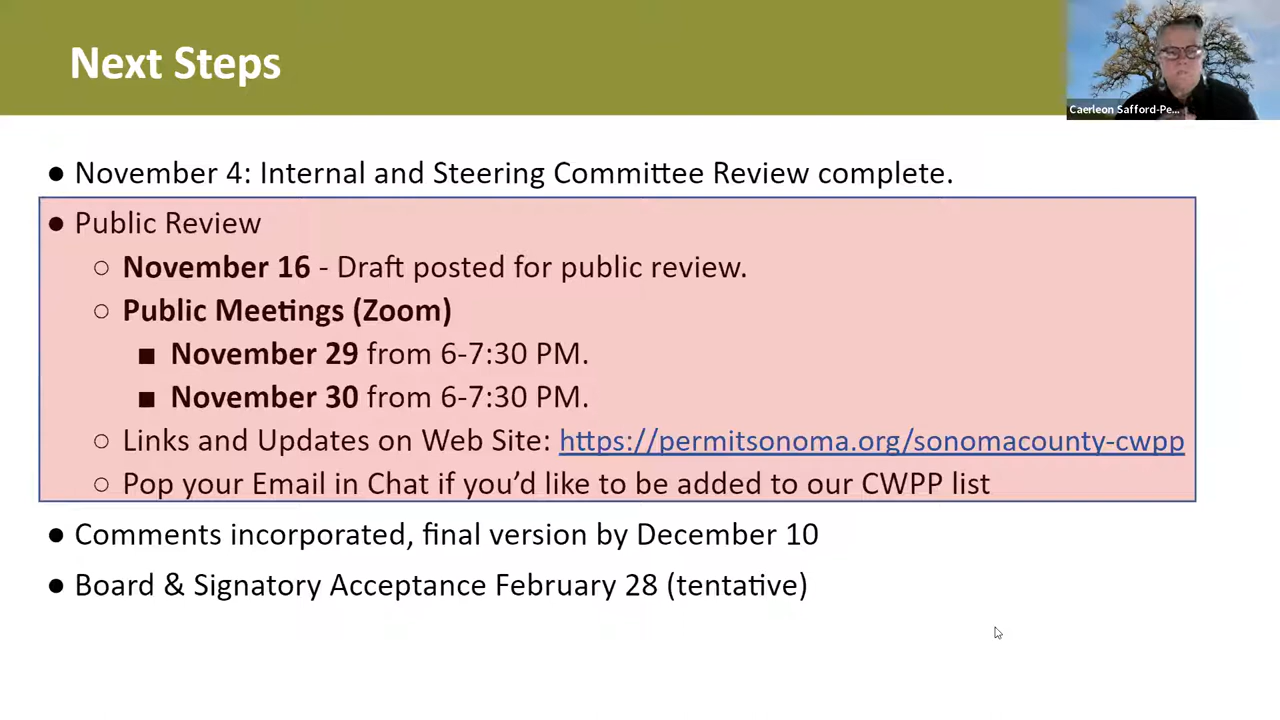 Next Steps
Caerleon Safford-Pe...
● November 4: Internal and Steering Committee Review complete.
● Public Review
○ November 16 - Draft posted for public review.
○ Public Meetings (Zoom)
■ November 29 from 6-7:30 PM.
■ November 30 from 6-7:30 PM.
○ Links and Updates on Web Site: https://permitsonoma.org/sonomacounty-cwpp
○ Pop your Email in Chat if you’d like to be added to our CWPP list
● Comments incorporated, final version by December 10
● Board & Signatory Acceptance February 28 (tentative)